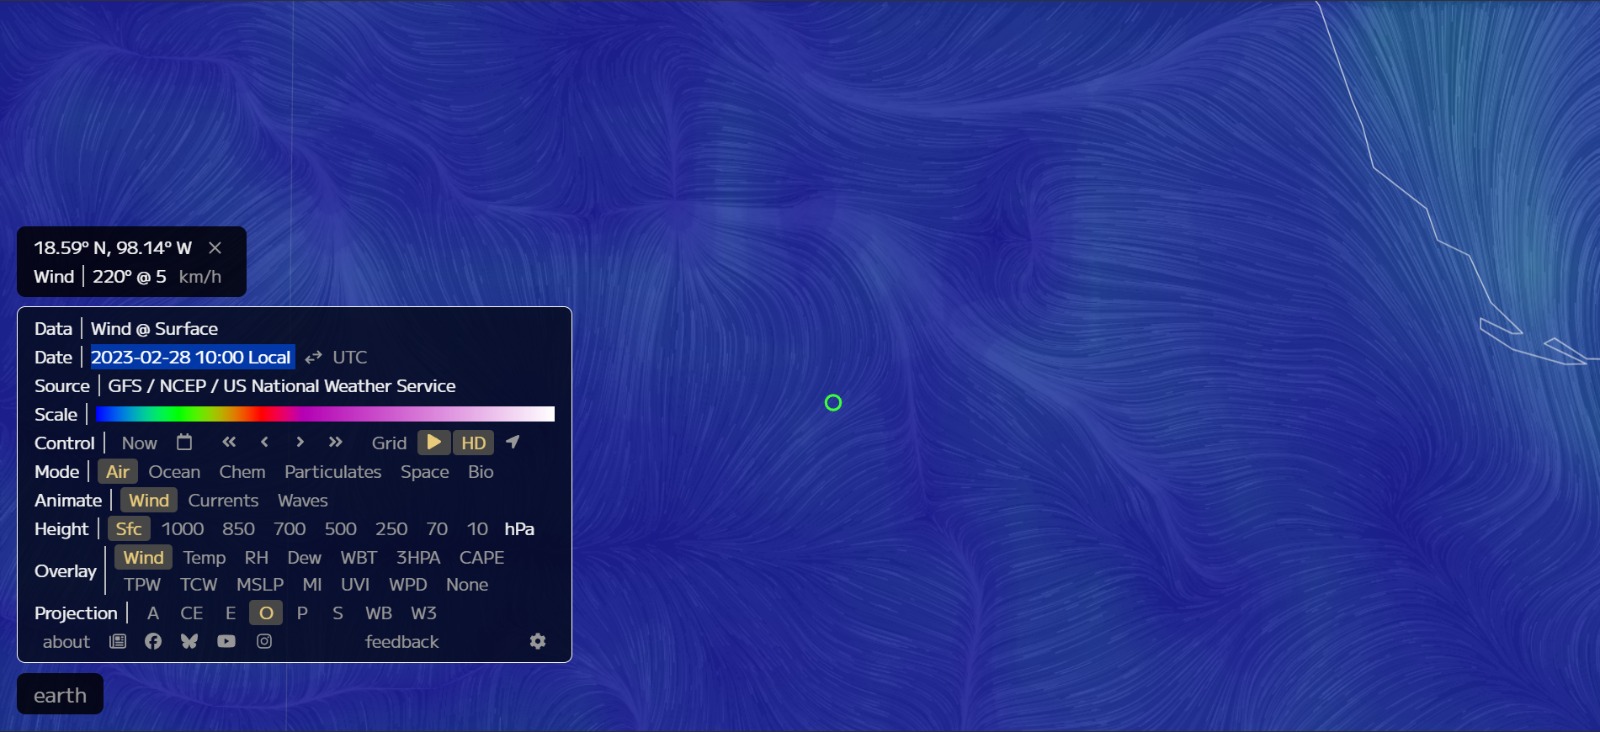 18.59° N, 98.14° W ×
Wind | 220° @ 5 km/h
Data | Wind @ Surface
Date | 2023-02-28 10:00 Local ⇄ UTC
Source | GFS / NCEP / US National Weather Service
Scale |
Control | Now « ‹ › » Grid HD
Mode | Air Ocean Chem Particulates Space Bio
Animate | Wind Currents Waves
Height | Sfc 1000 850 700 500 250 70 10 hPa
Overlay | Wind Temp RH Dew WBT 3HPA CAPE
TPW TCW MSLP MI UVI WPD None
Projection | A CE E O P S WB W3
about feedback
earth